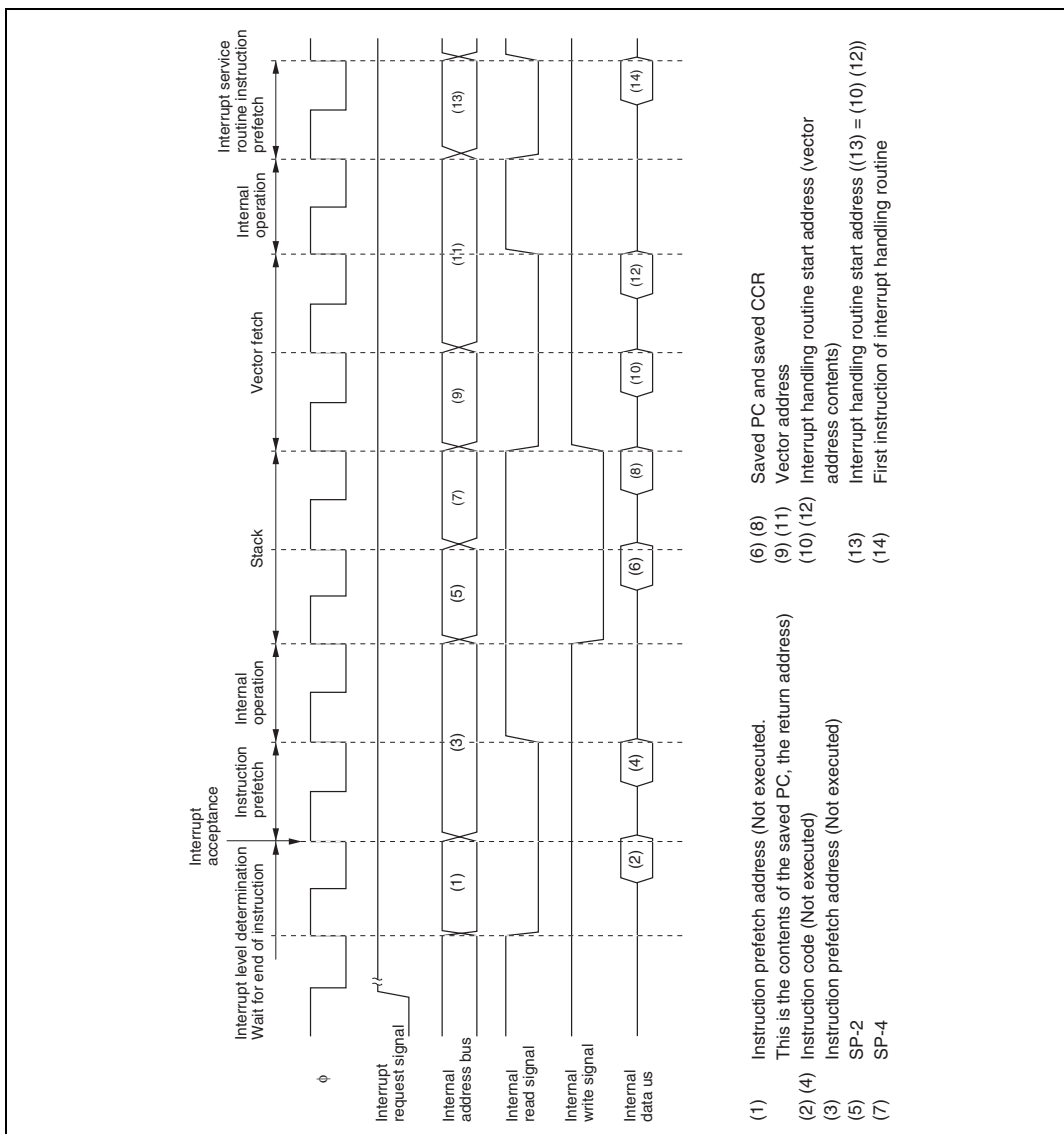 Interrupt
acceptance
Interrupt level determination
Wait for end of instruction
Instruction
prefetch
Internal
operation
Stack
Vector fetch
Internal
operation
Interrupt service
routine instruction
prefetch
φ
Interrupt
request signal
Internal
address bus
(1)
(3)
(5)
(7)
(9)
(11)
(13)
Internal
read signal
Internal
write signal
Internal
data us
(2)
(4)
(6)
(8)
(10)
(12)
(14)
(1) Instruction prefetch address (Not executed.
This is the contents of the saved PC, the return address)
(2) (4) Instruction code (Not executed)
(3) Instruction prefetch address (Not executed)
(5) SP-2
(7) SP-4
(6) (8) Saved PC and saved CCR
(9) (11) Vector address
(10) (12) Interrupt handling routine start address (vector
address contents)
(13) Interrupt handling routine start address ((13) = (10) (12))
(14) First instruction of interrupt handling routine